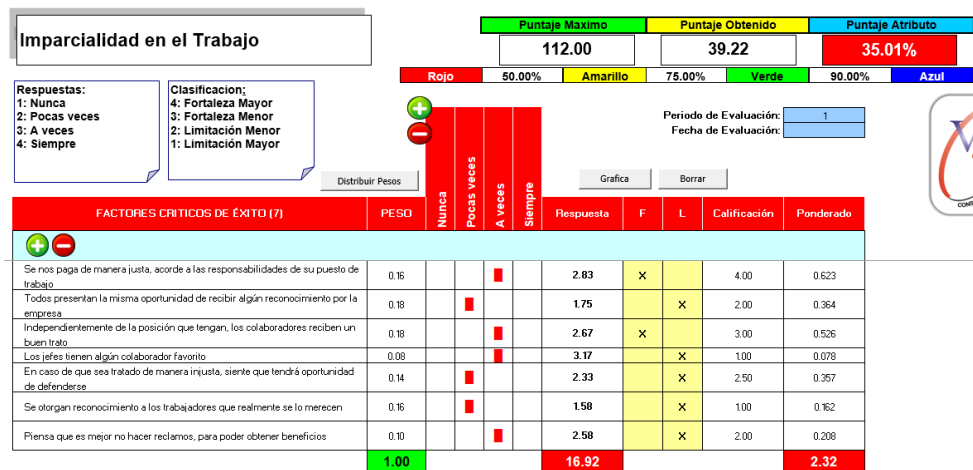 Imparcialidad en el Trabajo
Puntaje Maximo Puntaje Obtenido Puntaje Atributo
112.00 39.22 35.01%
Rojo 50.00% Amarillo 75.00% Verde 90.00% Azul
Respuestas:
1: Nunca
2: Pocas veces
3: A veces
4: Siempre
Clasificacion:
4: Fortaleza Mayor
3: Fortaleza Menor
2: Limitación Menor
1: Limitación Mayor
Periodo de Evaluación: 1
Fecha de Evaluación:
Distribuir Pesos
Grafica
Borrar
FACTORES CRITICOS DE ÉXITO (7) PESO Nunca Pocas veces A veces Siempre Respuesta F L Calificación Ponderado
Se nos paga de manera justa, acorde a las responsabilidades de su puesto de
trabajo
0.16 2.83 X 4.00 0.623
Todos presentan la misma oportunidad de recibir algún reconocimiento por la
empresa
0.18 1.75 X 2.00 0.364
Independientemente de la posición que tengan, los colaboradores reciben un
buen trato
0.18 2.67 X 3.00 0.526
Los jefes tienen algún colaborador favorito 0.08 3.17 X 1.00 0.078
En caso de que sea tratado de manera injusta, siente que tendrá oportunidad
de defenderse
0.14 2.33 X 2.50 0.357
Se otorgan reconocimiento a los trabajadores que realmente se lo merecen 0.16 1.58 X 1.00 0.162
Piensa que es mejor no hacer reclamos, para poder obtener beneficios 0.10 2.58 X 2.00 0.208
1.00 16.92 2.32